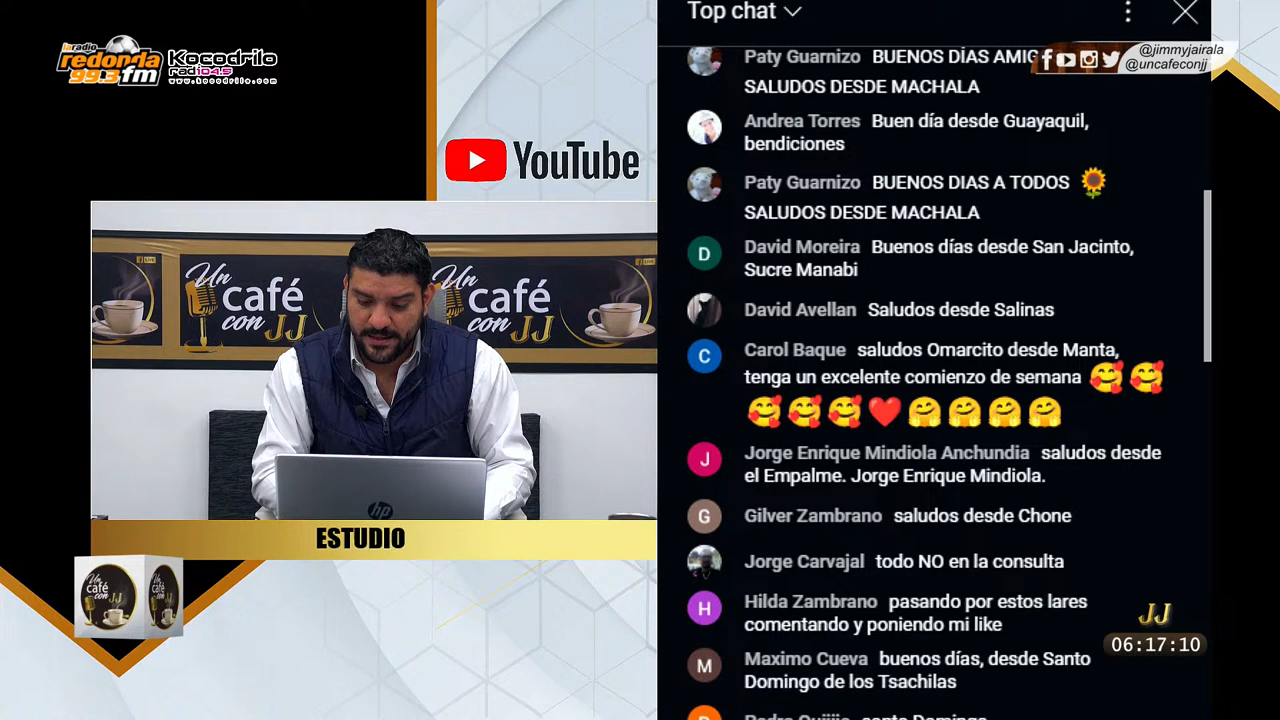 la radio
redonda
99.3 fm
Kocodrilo
rad104.5
www.kocodrilo.com
YouTube
Un
café
con JJ
Un
café
con JJ
hp
ESTUDIO
Un
café
con JJ
Un
café
con JJ
Top chat
@jimmyjairala
@uncafeconjj
Paty Guarnizo BUENOS DÍAS AMIG
SALUDOS DESDE MACHALA
Andrea Torres Buen día desde Guayaquil,
bendiciones
Paty Guarnizo BUENOS DIAS A TODOS
SALUDOS DESDE MACHALA
D David Moreira Buenos días desde San Jacinto,
Sucre Manabi
David Avellan Saludos desde Salinas
C Carol Baque saludos Omarcito desde Manta,
tenga un excelente comienzo de semana
J Jorge Enrique Mindiola Anchundia saludos desde
el Empalme. Jorge Enrique Mindiola.
G Gilver Zambrano saludos desde Chone
Jorge Carvajal todo NO en la consulta
H Hilda Zambrano pasando por estos lares
comentando y poniendo mi like
M Maximo Cueva buenos días, desde Santo
Domingo de los Tsachilas
JJ
06:17:10